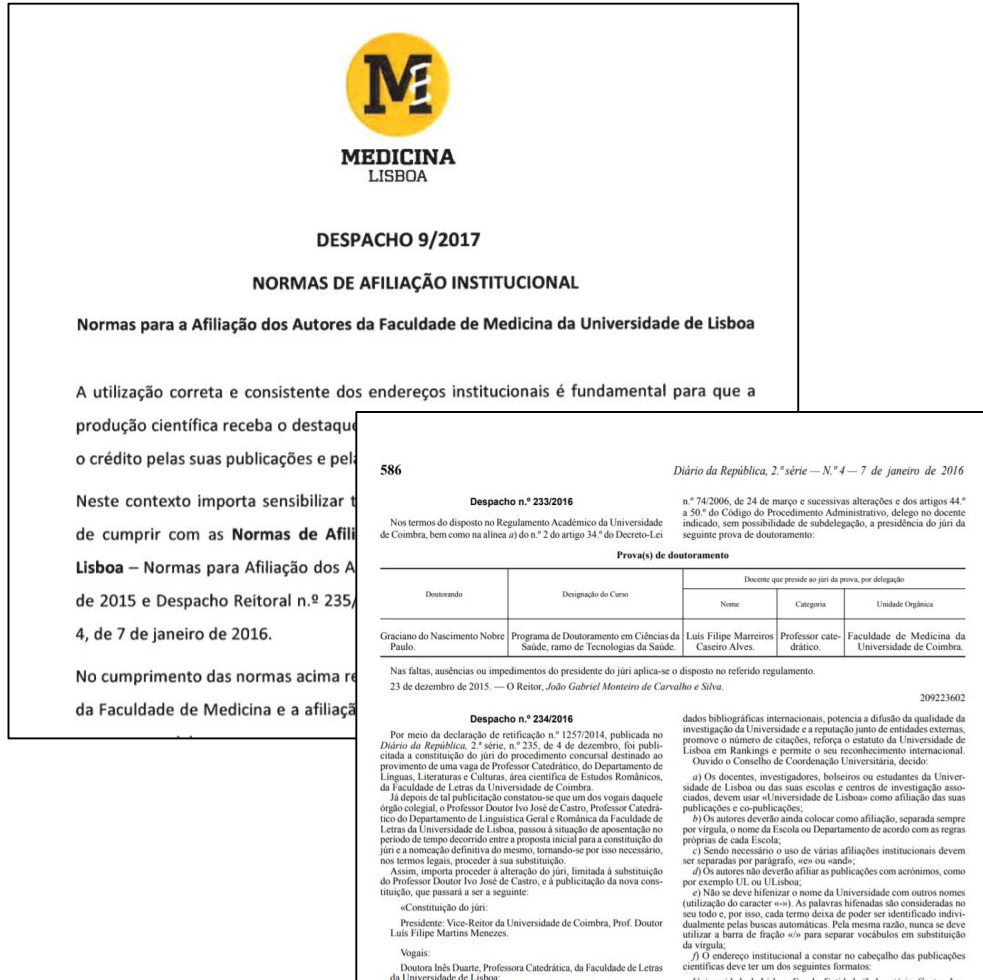 M
MEDICINA
LISBOA
DESPACHO 9/2017
NORMAS DE AFILIAÇÃO INSTITUCIONAL
Normas para a Afiliação dos Autores da Faculdade de Medicina da Universidade de Lisboa
A utilização correta e consistente dos endereços institucionais é fundamental para que a
produção científica receba o destaque
o crédito pelas suas publicações e pela
Neste contexto importa sensibilizar t
de cumprir com as Normas de Afili
Lisboa – Normas para Afiliação dos A
de 2015 e Despacho Reitoral n.º 235/
4, de 7 de janeiro de 2016.
No cumprimento das normas acima re
da Faculdade de Medicina e a afiliaçã
586
Diário da República, 2.ª série — N.º 4 — 7 de janeiro de 2016
Despacho n.º 233/2016
Nos termos do disposto no Regulamento Académico da Universidade
de Coimbra, bem como na alínea a) do n.º 2 do artigo 34.º do Decreto-Lei
n.º 74/2006, de 24 de março e sucessivas alterações e dos artigos 44.º
a 50.º do Código do Procedimento Administrativo, delego no docente
indicado, sem possibilidade de subdelegação, a presidência do júri da
seguinte prova de doutoramento:
Prova(s) de doutoramento
Doutorando
Designação do Curso
Docente que preside ao júri da prova, por delegação
Nome
Categoria
Unidade Orgânica
Graciano do Nascimento Nobre
Paulo.
Programa de Doutoramento em Ciências da
Saúde, ramo de Tecnologias da Saúde.
Luís Filipe Marreiros
Caseiro Alves.
Professor cate-
drático.
Faculdade de Medicina da
Universidade de Coimbra.
Nas faltas, ausências ou impedimentos do presidente do júri aplica-se o disposto no referido regulamento.
23 de dezembro de 2015. — O Reitor, João Gabriel Monteiro de Carvalho e Silva.
209223602
Despacho n.º 234/2016
Por meio da declaração de retificação n.º 1257/2014, publicada no
Diário da República, 2.ª série, n.º 235, de 4 de dezembro, foi publi-
citada a constituição do júri do procedimento concursal destinado ao
provimento de uma vaga de Professor Catedrático, do Departamento de
Línguas, Literaturas e Culturas, área científica de Estudos Românicos,
da Faculdade de Letras da Universidade de Coimbra.
Já depois de tal publicitação constatou-se que um dos vogais daquele
órgão colegial, o Professor Doutor Ivo José de Castro, Professor Catedrá-
tico do Departamento de Linguística Geral e Românica da Faculdade de
Letras da Universidade de Lisboa, passou à situação de aposentação no
período de tempo decorrido entre a proposta inicial para a constituição do
júri e a nomeação definitiva do mesmo, tornando-se por isso necessário,
nos termos legais, proceder à sua substituição.
Assim, importa proceder à alteração do júri, limitada à substituição
do Professor Doutor Ivo José de Castro, e à publicitação da nova cons-
tituição, que passará a ser a seguinte:
«Constituição do júri:
Presidente: Vice-Reitor da Universidade de Coimbra, Prof. Doutor
Luís Filipe Martins Menezes.
Vogais:
Doutora Inês Duarte, Professora Catedrática, da Faculdade de Letras
da Universidade de Lisboa;
dados bibliográficas internacionais, potencia a difusão da qualidade da
investigação da Universidade e a reputação junto de entidades externas,
promove o número de citações, reforça o estatuto da Universidade de
Lisboa em Rankings e permite o seu reconhecimento internacional.
Ouvido o Conselho de Coordenação Universitária, decido:
a) Os docentes, investigadores, bolseiros ou estudantes da Univer-
sidade de Lisboa ou das suas escolas e centros de investigação asso-
ciados, devem usar «Universidade de Lisboa» como afiliação das suas
publicações e co-publicações;
b) Os autores deverão ainda colocar como afiliação, separada sempre
por vírgula, o nome da Escola ou Departamento de acordo com as regras
próprias de cada Escola;
c) Sendo necessário o uso de várias afiliações institucionais devem
ser separadas por parágrafo, «e» ou «and»;
d) Os autores não deverão afiliar as publicações com acrónimos, como
por exemplo UL ou ULisboa;
e) Não se deve hifenizar o nome da Universidade com outros nomes
(utilização do caracter «-»). As palavras hifenadas são consideradas no
seu todo e, por isso, cada termo deixa de poder ser identificado indivi-
dualmente pelas buscas automáticas. Pela mesma razão, nunca se deve
utilizar a barra de fração «/» para separar vocábulos em substituição
da vírgula;
f) O endereço institucional a constar no cabeçalho das publicações
científicas deve ter um dos seguintes formatos: